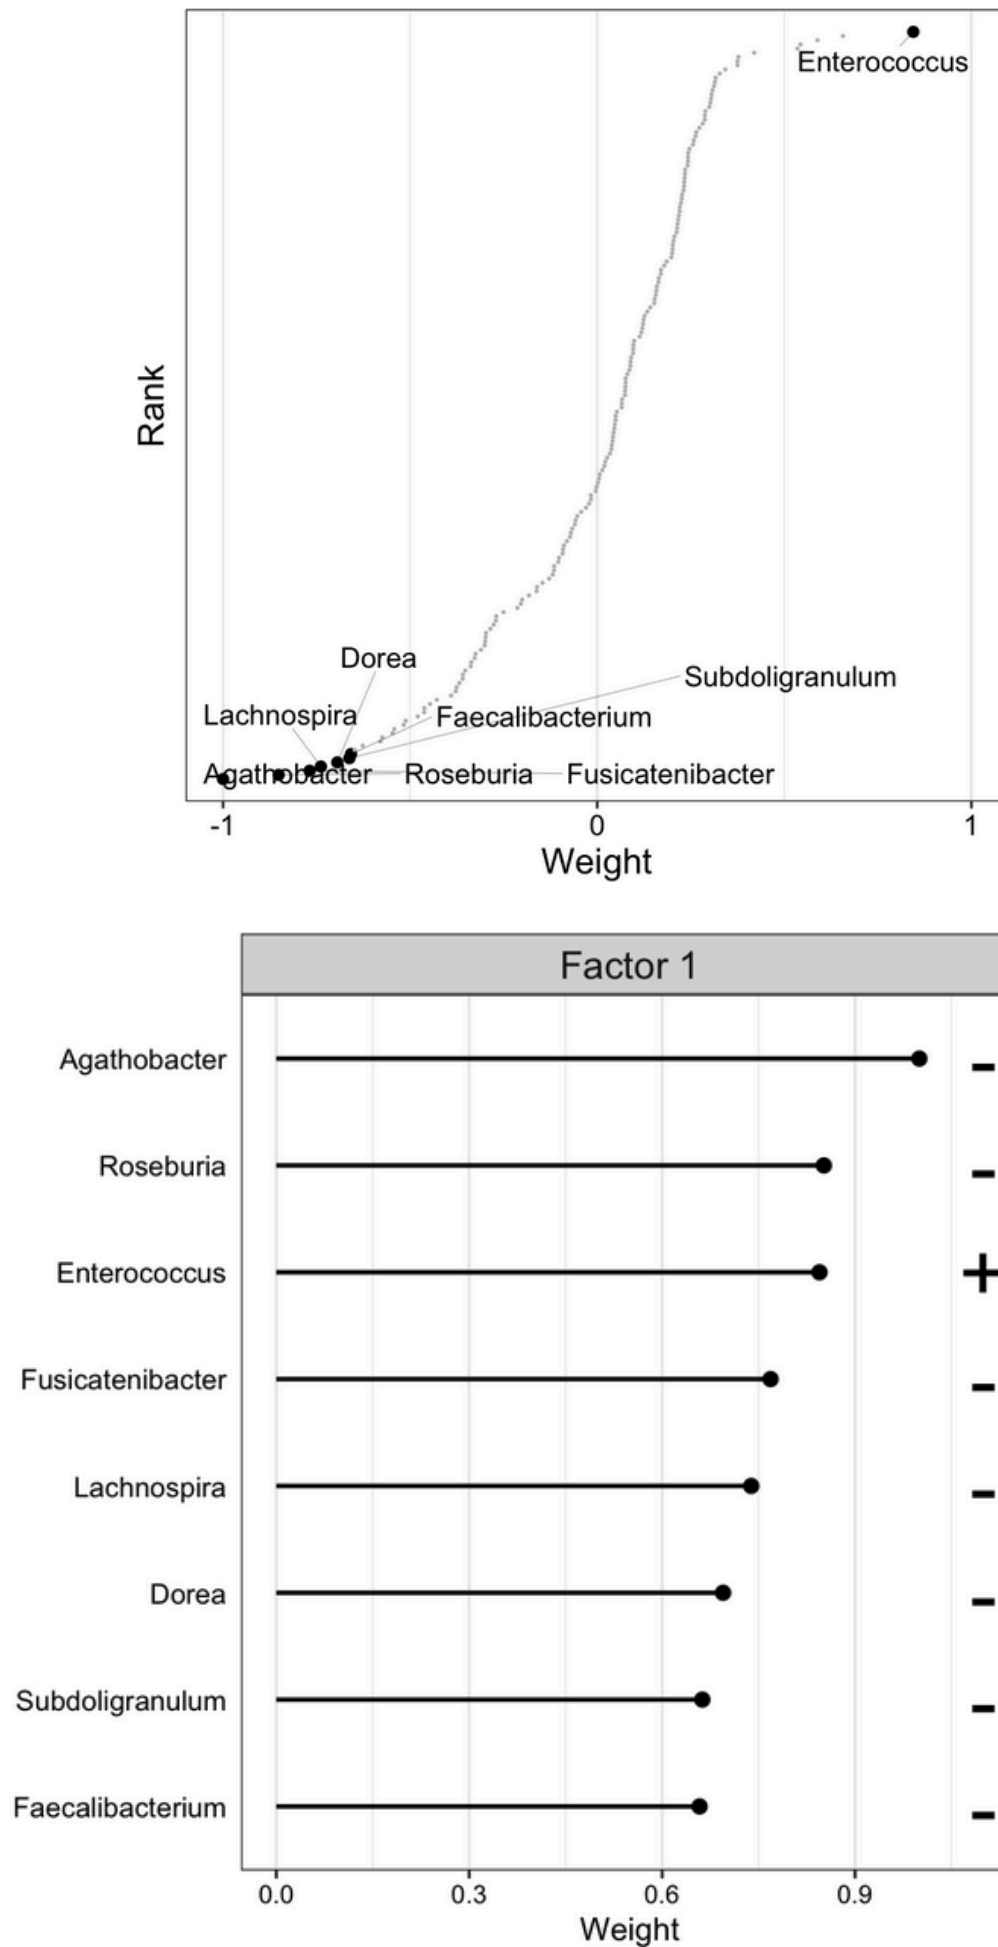 Enterococcus
Rank
Dorea
Subdoligranulum
Lachnospira
Faecalibacterium
Agathobacter Roseburia Fusicatenibacter
-1 0 1
Weight
Factor 1
Agathobacter -
Roseburia -
Enterococcus +
Fusicatenibacter -
Lachnospira -
Dorea -
Subdoligranulum -
Faecalibacterium -
0.0 0.3 0.6 0.9
Weight